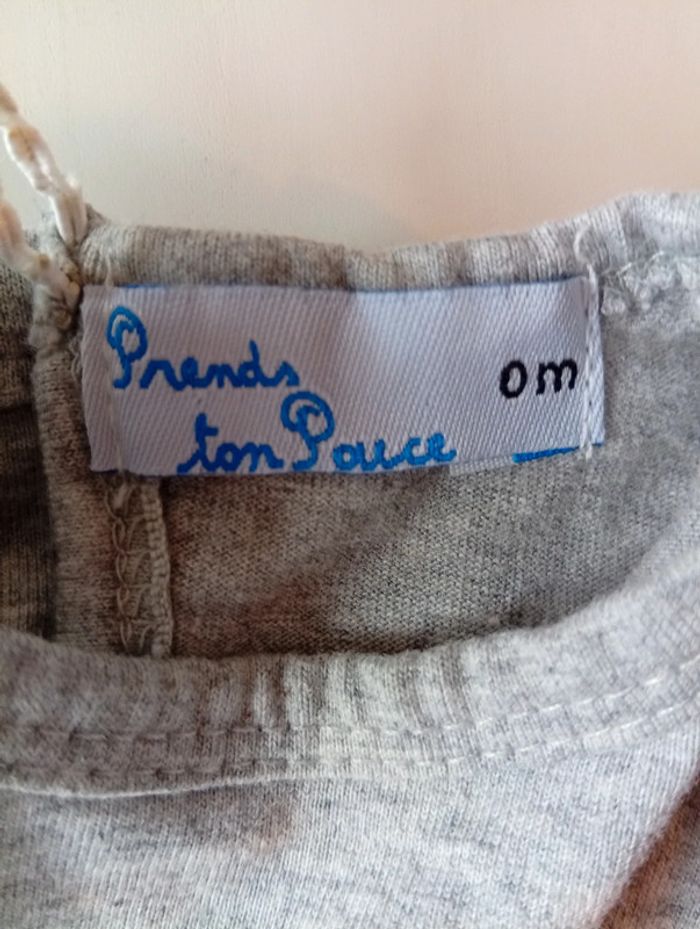 Prends
ton Pouce
0m